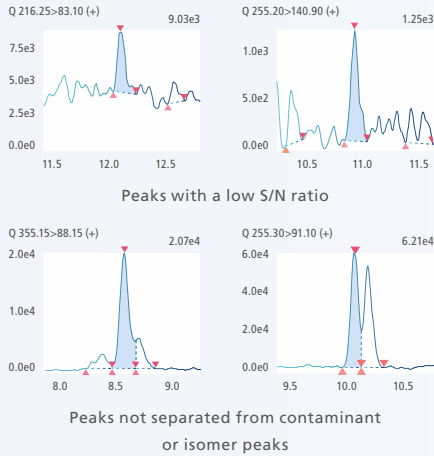 Q 216.25>83.10 (+) 9.03e3
7.5e3
5.0e3
2.5e3
0.0e0
11.5 12.0 12.5
Q 255.20>140.90 (+) 1.25e3
1.0e3
5.0e2
0.0e0
10.5 11.0 11.5
Peaks with a low S/N ratio
Q 355.15>88.15 (+) 2.07e4
2.0e4
1.0e4
0.0e0
8.0 8.5 9.0
Q 255.30>91.10 (+) 6.21e4
6.0e4
4.0e4
2.0e4
0.0e0
9.5 10.0 10.5
Peaks not separated from contaminant
or isomer peaks